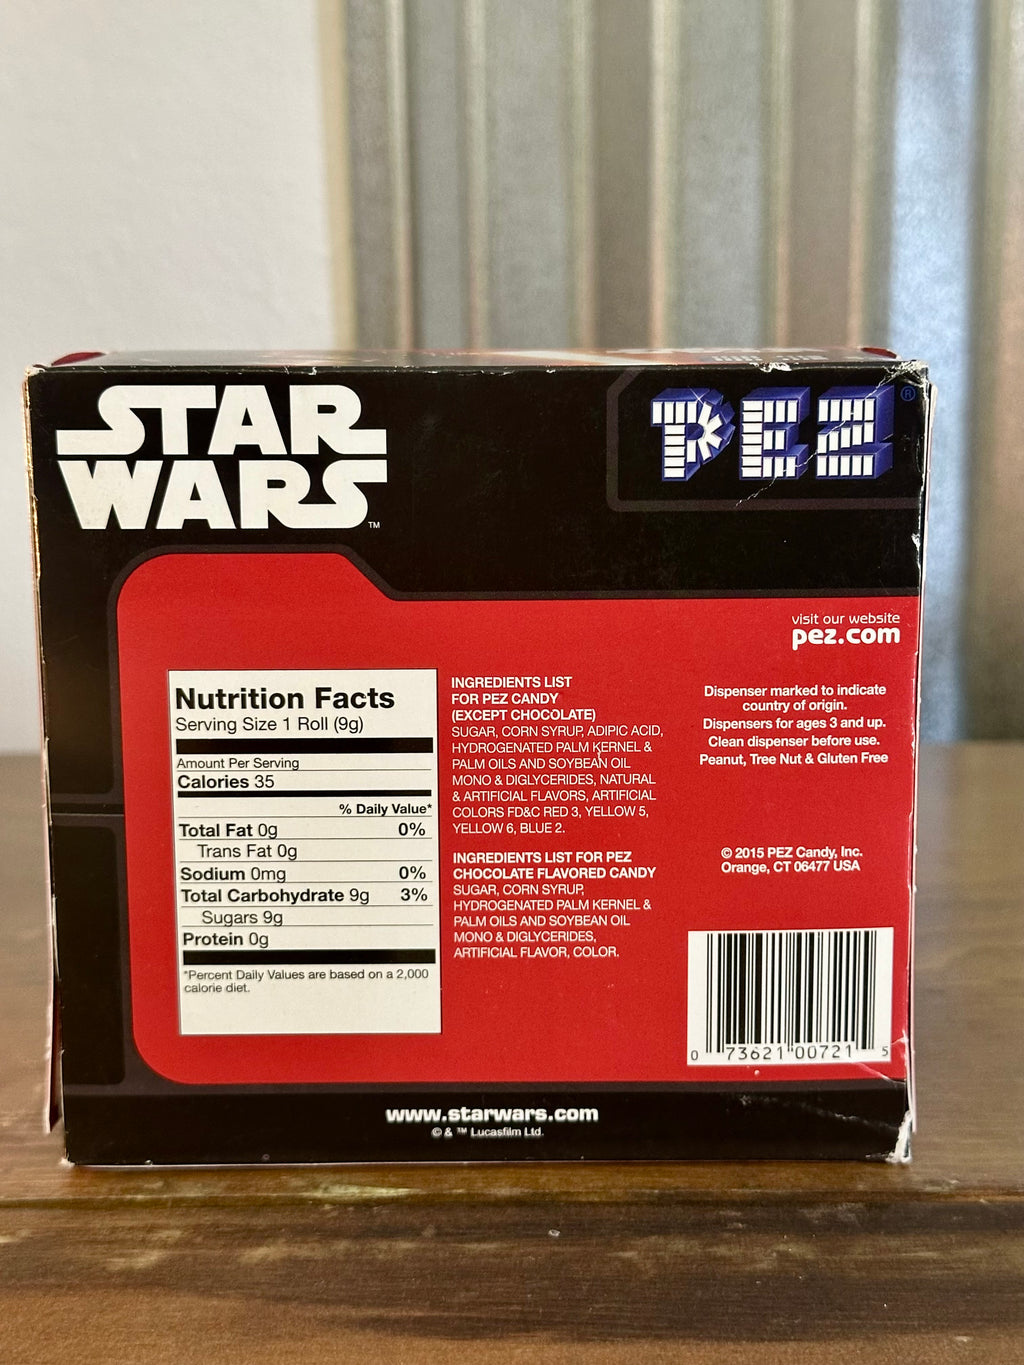 STAR
WARS
™
PEZ®
visit our website
pez.com
Nutrition Facts
Serving Size 1 Roll (9g)
Amount Per Serving
Calories 35
% Daily Value*
Total Fat 0g 0%
Trans Fat 0g
Sodium 0mg 0%
Total Carbohydrate 9g 3%
Sugars 9g
Protein 0g
*Percent Daily Values are based on a 2,000
calorie diet.
INGREDIENTS LIST
FOR PEZ CANDY
(EXCEPT CHOCOLATE)
SUGAR, CORN SYRUP, ADIPIC ACID,
HYDROGENATED PALM KERNEL &
PALM OILS AND SOYBEAN OIL
MONO & DIGLYCERIDES, NATURAL
& ARTIFICIAL FLAVORS, ARTIFICIAL
COLORS FD&C RED 3, YELLOW 5,
YELLOW 6, BLUE 2.
INGREDIENTS LIST FOR PEZ
CHOCOLATE FLAVORED CANDY
SUGAR, CORN SYRUP,
HYDROGENATED PALM KERNEL &
PALM OILS AND SOYBEAN OIL
MONO & DIGLYCERIDES,
ARTIFICIAL FLAVOR, COLOR.
Dispenser marked to indicate
country of origin.
Dispensers for ages 3 and up.
Clean dispenser before use.
Peanut, Tree Nut & Gluten Free
© 2015 PEZ Candy, Inc.
Orange, CT 06477 USA
0 73621 00721 5
www.starwars.com
© & ™ Lucasfilm Ltd.